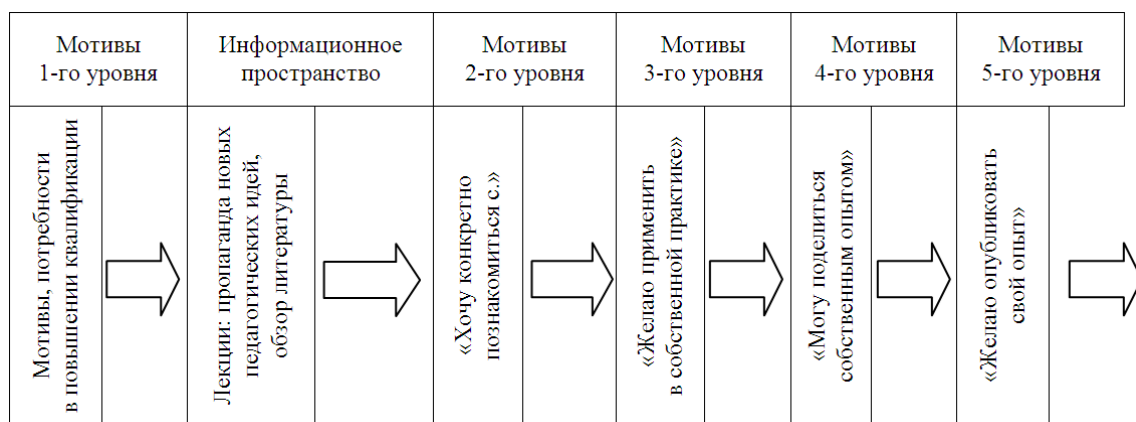 Мотивы
1-го уровня
Информационное
пространство
Мотивы
2-го уровня
Мотивы
3-го уровня
Мотивы
4-го уровня
Мотивы
5-го уровня
Мотивы, потребности
в повышении квалификации
Лекции: пропаганда новых
педагогических идей,
обзор литературы
«Хочу конкретно
познакомиться с.»
«Желаю применить
в собственной практике»
«Могу поделиться
собственным опытом»
«Желаю опубликовать
свой опыт»